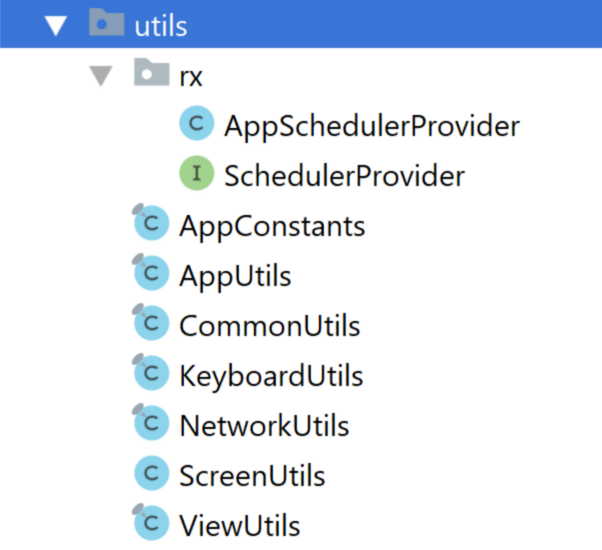 utils
rx
C AppSchedulerProvider
I SchedulerProvider
C AppConstants
C AppUtils
C CommonUtils
C KeyboardUtils
C NetworkUtils
C ScreenUtils
C ViewUtils